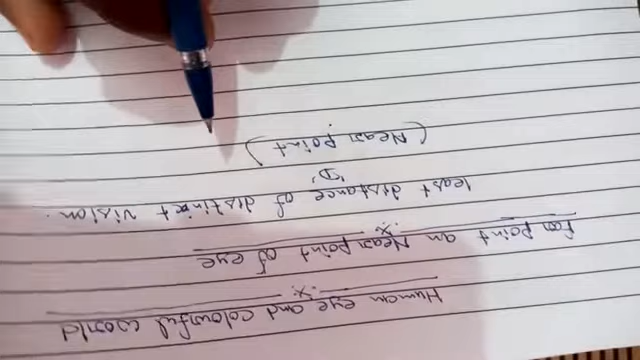 Human eye and colourful world
Far point an Near point of eye
least distance of distinct vision.
'D'
(Near point)